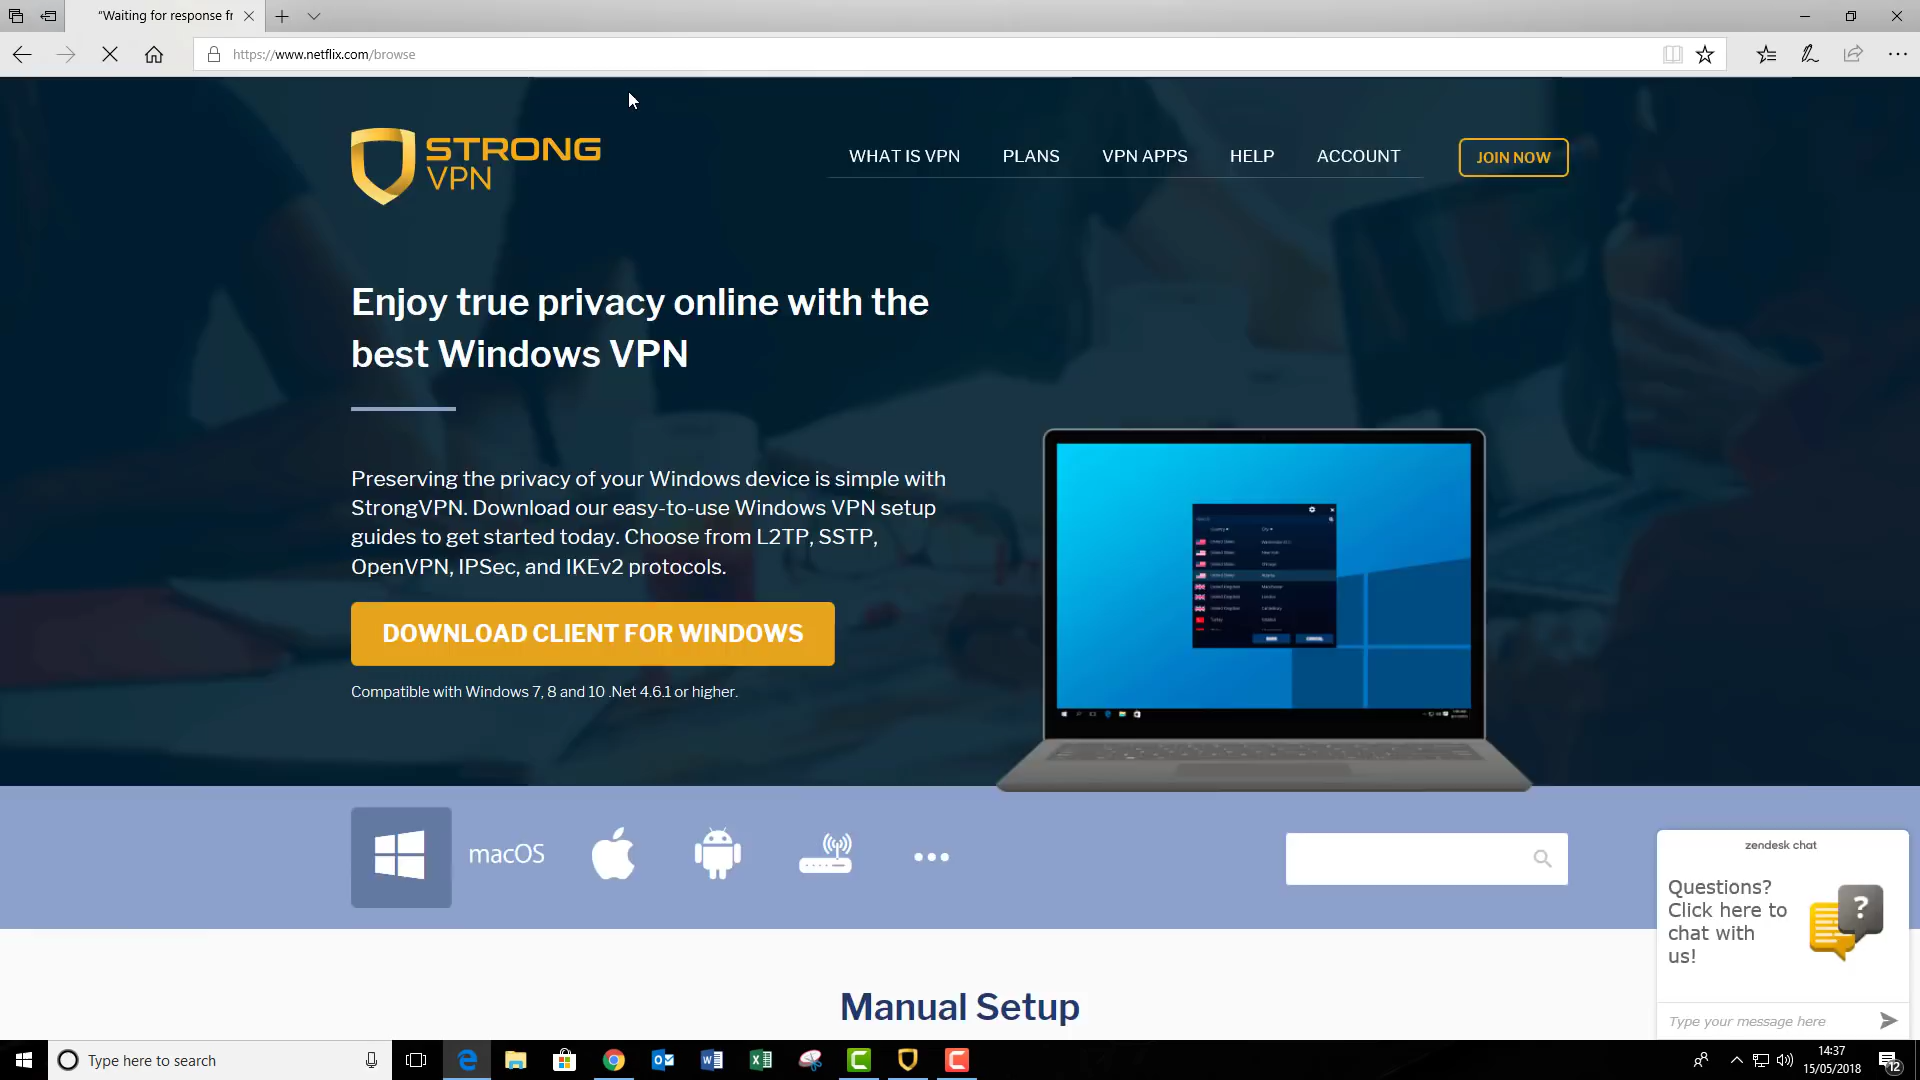 "Waiting for response fr
https://www.netflix.com/browse
STRONG
VPN
WHAT IS VPN
PLANS
VPN APPS
HELP
ACCOUNT
JOIN NOW
Enjoy true privacy online with the
best Windows VPN
Preserving the privacy of your Windows device is simple with
StrongVPN. Download our easy-to-use Windows VPN setup
guides to get started today. Choose from L2TP, SSTP,
OpenVPN, IPSec, and IKEv2 protocols.
DOWNLOAD CLIENT FOR WINDOWS
Compatible with Windows 7, 8 and 10 .Net 4.6.1 or higher.
macOS
zendesk chat
Questions?
Click here to
chat with
us!
Type your message here
Manual Setup
Type here to search
14:37
15/05/2018
12